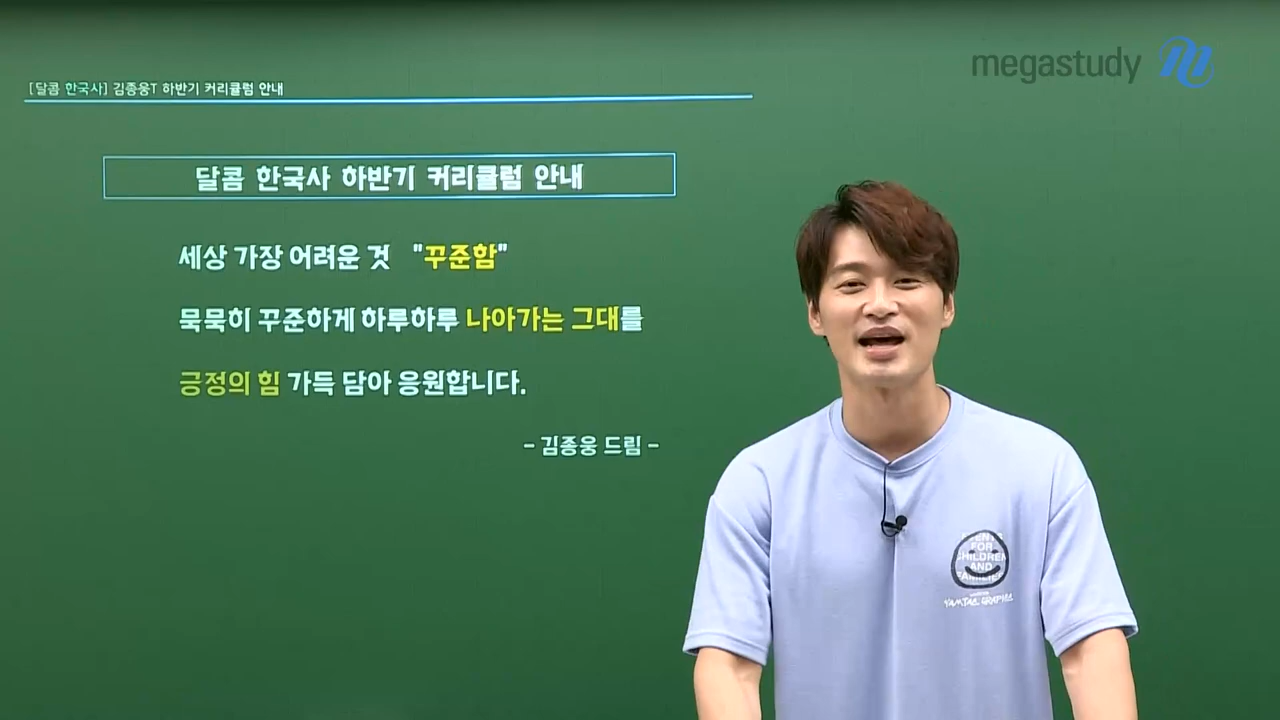 megastudy
[달콤 한국사] 김종웅T 하반기 커리큘럼 안내
달콤 한국사 하반기 커리큘럼 안내
세상 가장 어려운 것 "꾸준함"
묵묵히 꾸준하게 하루하루 나아가는 그대를
긍정의 힘 가득 담아 응원합니다.
- 김종웅 드림 -
FOR
CHILDREN
AND